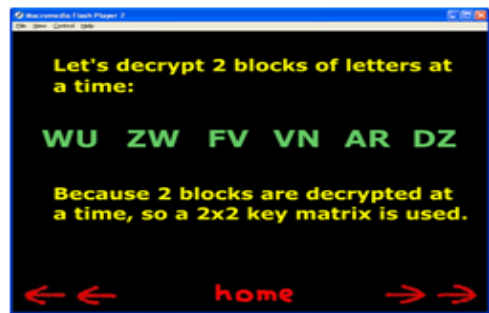 Macromedia Flash Player 7
File View Control Help
Let's decrypt 2 blocks of letters at
a time:
WU ZW FV VN AR DZ
Because 2 blocks are decrypted at
a time, so a 2x2 key matrix is used.
home